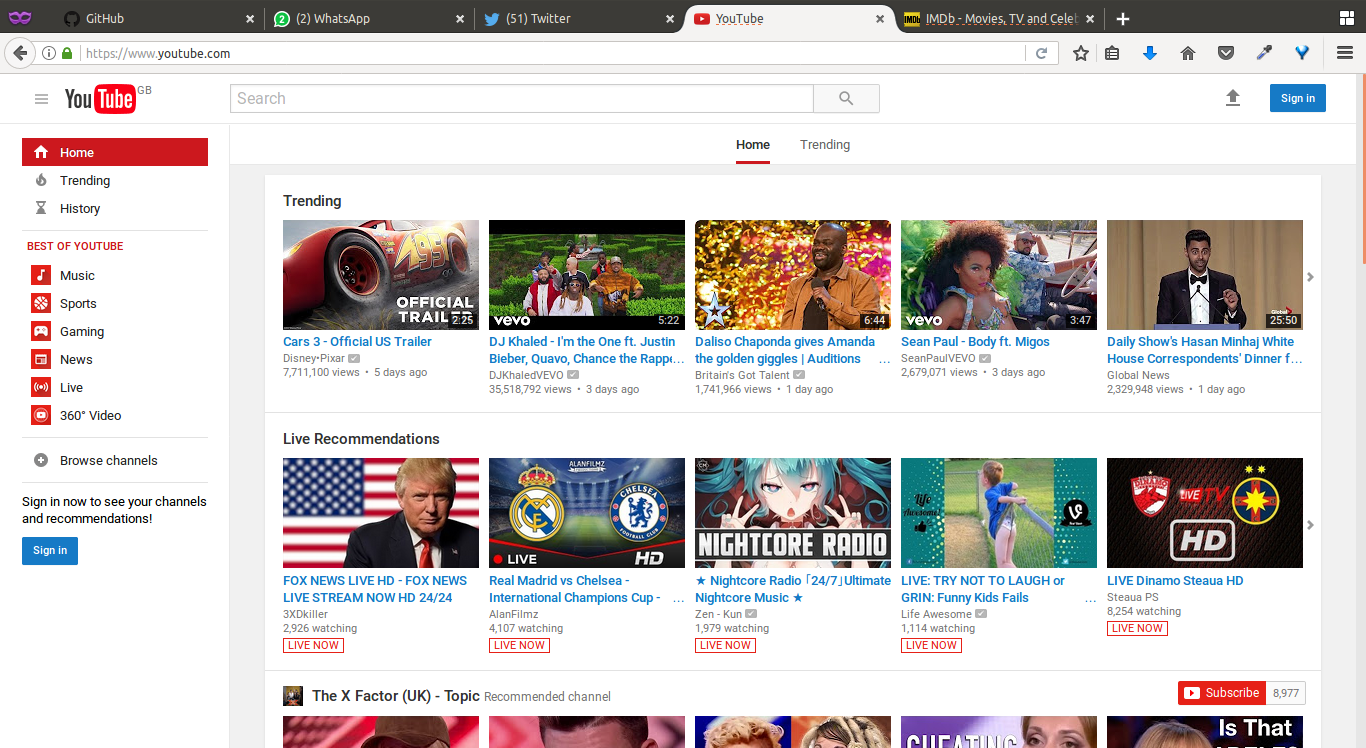 GitHub
(2) WhatsApp
(51) Twitter
YouTube
IMDb - Movies, TV and Celeb
https://www.youtube.com
YouTube GB
Search
Sign in
Home
Trending
Home
Trending
History
BEST OF YOUTUBE
Music
Sports
Gaming
News
Live
360° Video
Browse channels
Sign in now to see your channels
and recommendations!
Sign in
Trending
OFFICIAL
TRAILER
2:25
Cars 3 - Official US Trailer
Disney•Pixar
7,711,100 views • 5 days ago
vevo
5:22
DJ Khaled - I'm the One ft. Justin
Bieber, Quavo, Chance the Rappe...
DJKhaledVEVO
35,518,792 views • 3 days ago
6:44
Daliso Chaponda gives Amanda
the golden giggles | Auditions ...
Britain's Got Talent
1,741,966 views • 1 day ago
vevo
3:47
Sean Paul - Body ft. Migos
SeanPaulVEVO
2,679,071 views • 3 days ago
Global
25:50
Daily Show's Hasan Minhaj White
House Correspondents' Dinner f...
Global News
2,329,948 views • 1 day ago
Live Recommendations
FOX NEWS LIVE HD - FOX NEWS
LIVE STREAM NOW HD 24/24
3XDkiller
2,926 watching
LIVE NOW
ALANFILMZ
CHELSEA
FOOTBALL CLUB
LIVE
HD
Real Madrid vs Chelsea -
International Champions Cup - ...
AlanFilmz
4,107 watching
LIVE NOW
CM
NIGHTCORE RADIO
★ Nightcore Radio「24/7」Ultimate
Nightcore Music ★
Zen - Kun
1,979 watching
LIVE NOW
Life
Awesome!
LIVE: TRY NOT TO LAUGH or
GRIN: Funny Kids Fails ...
Life Awesome
1,114 watching
LIVE NOW
DINAMO
LIVE TV
HD
LIVE Dinamo Steaua HD
Steaua PS
8,254 watching
LIVE NOW
The X Factor (UK) - Topic Recommended channel
Subscribe 8,977
CHEATING
Is That